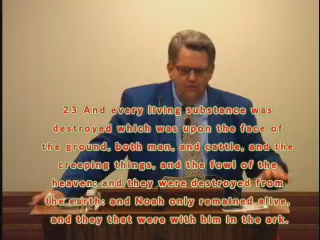 23 And every living substance was
destroyed which was upon the face of
the ground, both man, and cattle, and the
creeping things, and the fowl of the
heaven; and they were destroyed from
the earth: and Noah only remained alive,
and they that were with him in the ark.